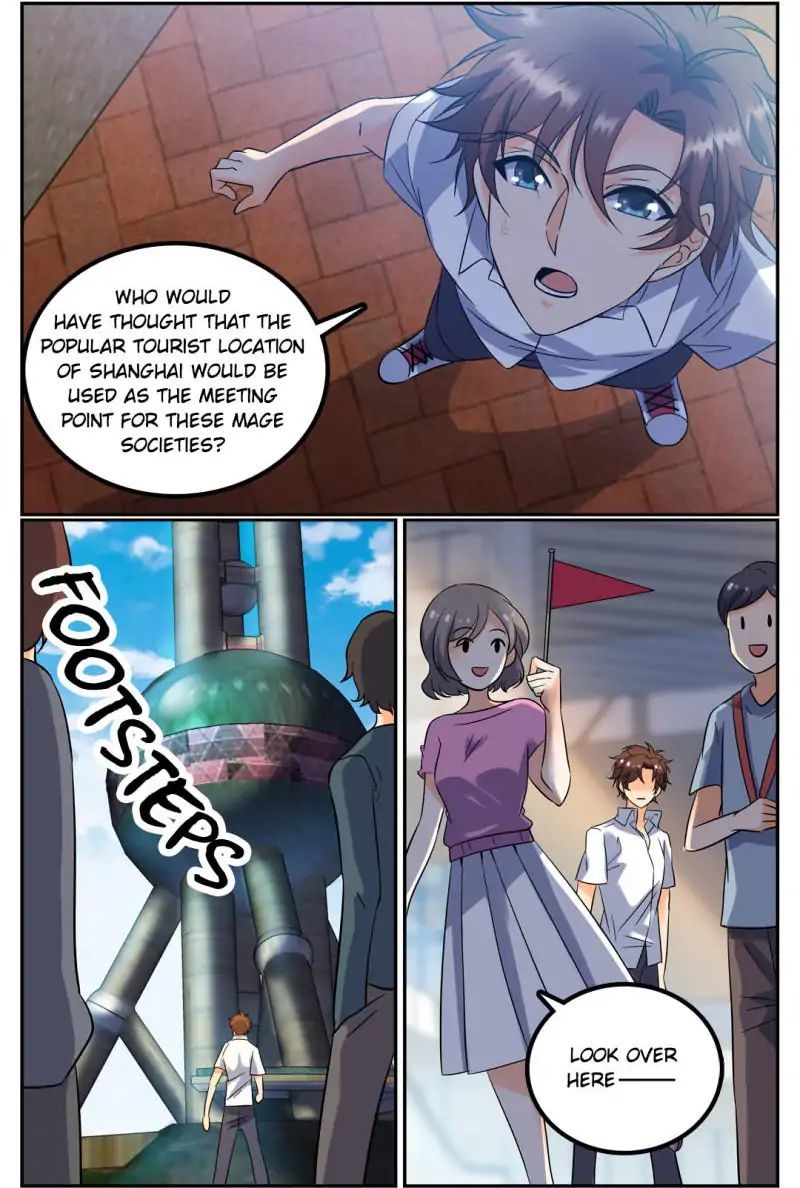 WHO WOULD
HAVE THOUGHT THAT THE
POPULAR TOURIST LOCATION
OF SHANGHAI WOULD BE
USED AS THE MEETING
POINT FOR THESE MAGE
SOCIETIES?
FOOTSTEPS
LOOK OVER
HERE——